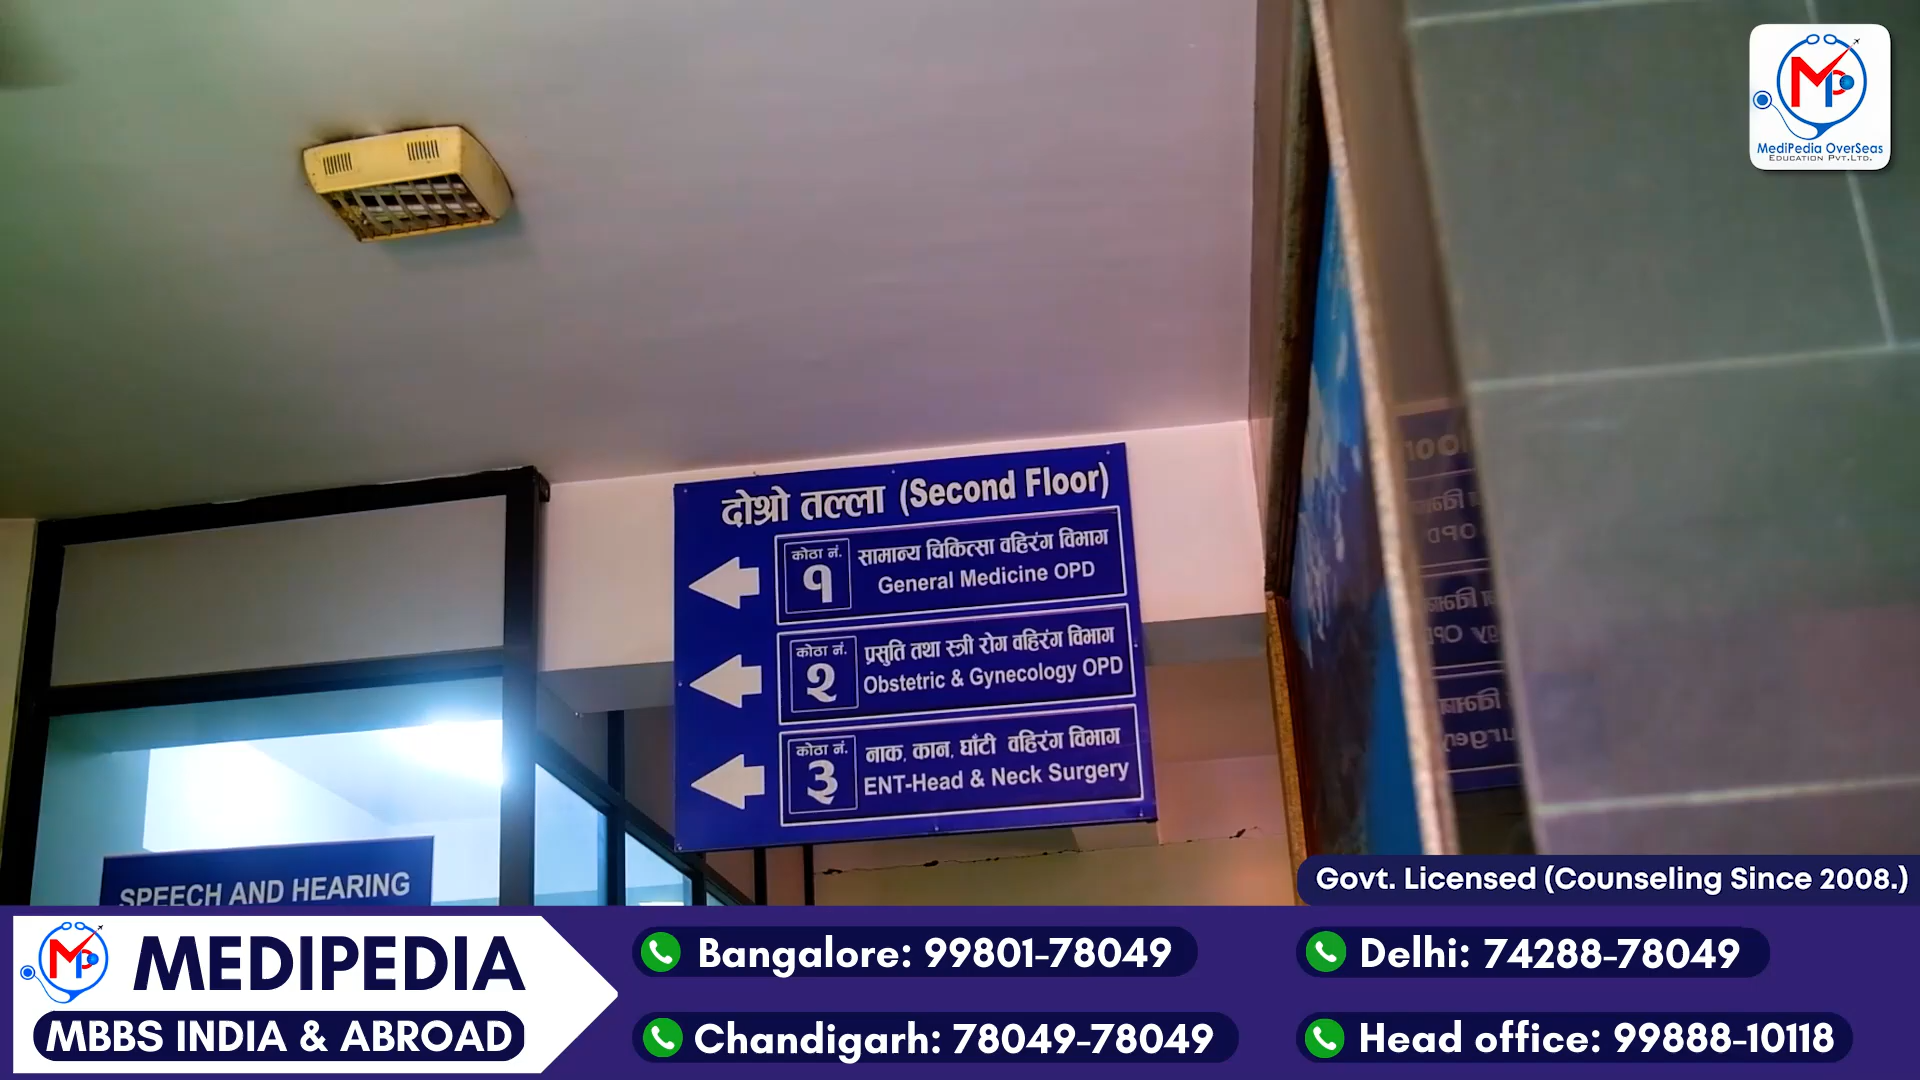 MP
MediPedia OverSeas
Education Pvt.Ltd.
दोश्रो तल्ला (Second Floor)
कोठा नं.
१
सामान्य चिकित्सा वहिरंग विभाग
General Medicine OPD
कोठा नं.
२
प्रसुति तथा स्त्री रोग वहिरंग विभाग
Obstetric & Gynecology OPD
कोठा नं.
३
नाक, कान, घाँटी वहिरंग विभाग
ENT-Head & Neck Surgery
SPEECH AND HEARING
Govt. Licensed (Counseling Since 2008.)
MP
MEDIPEDIA
MBBS INDIA & ABROAD
Bangalore: 99801-78049
Delhi: 74288-78049
Chandigarh: 78049-78049
Head office: 99888-10118